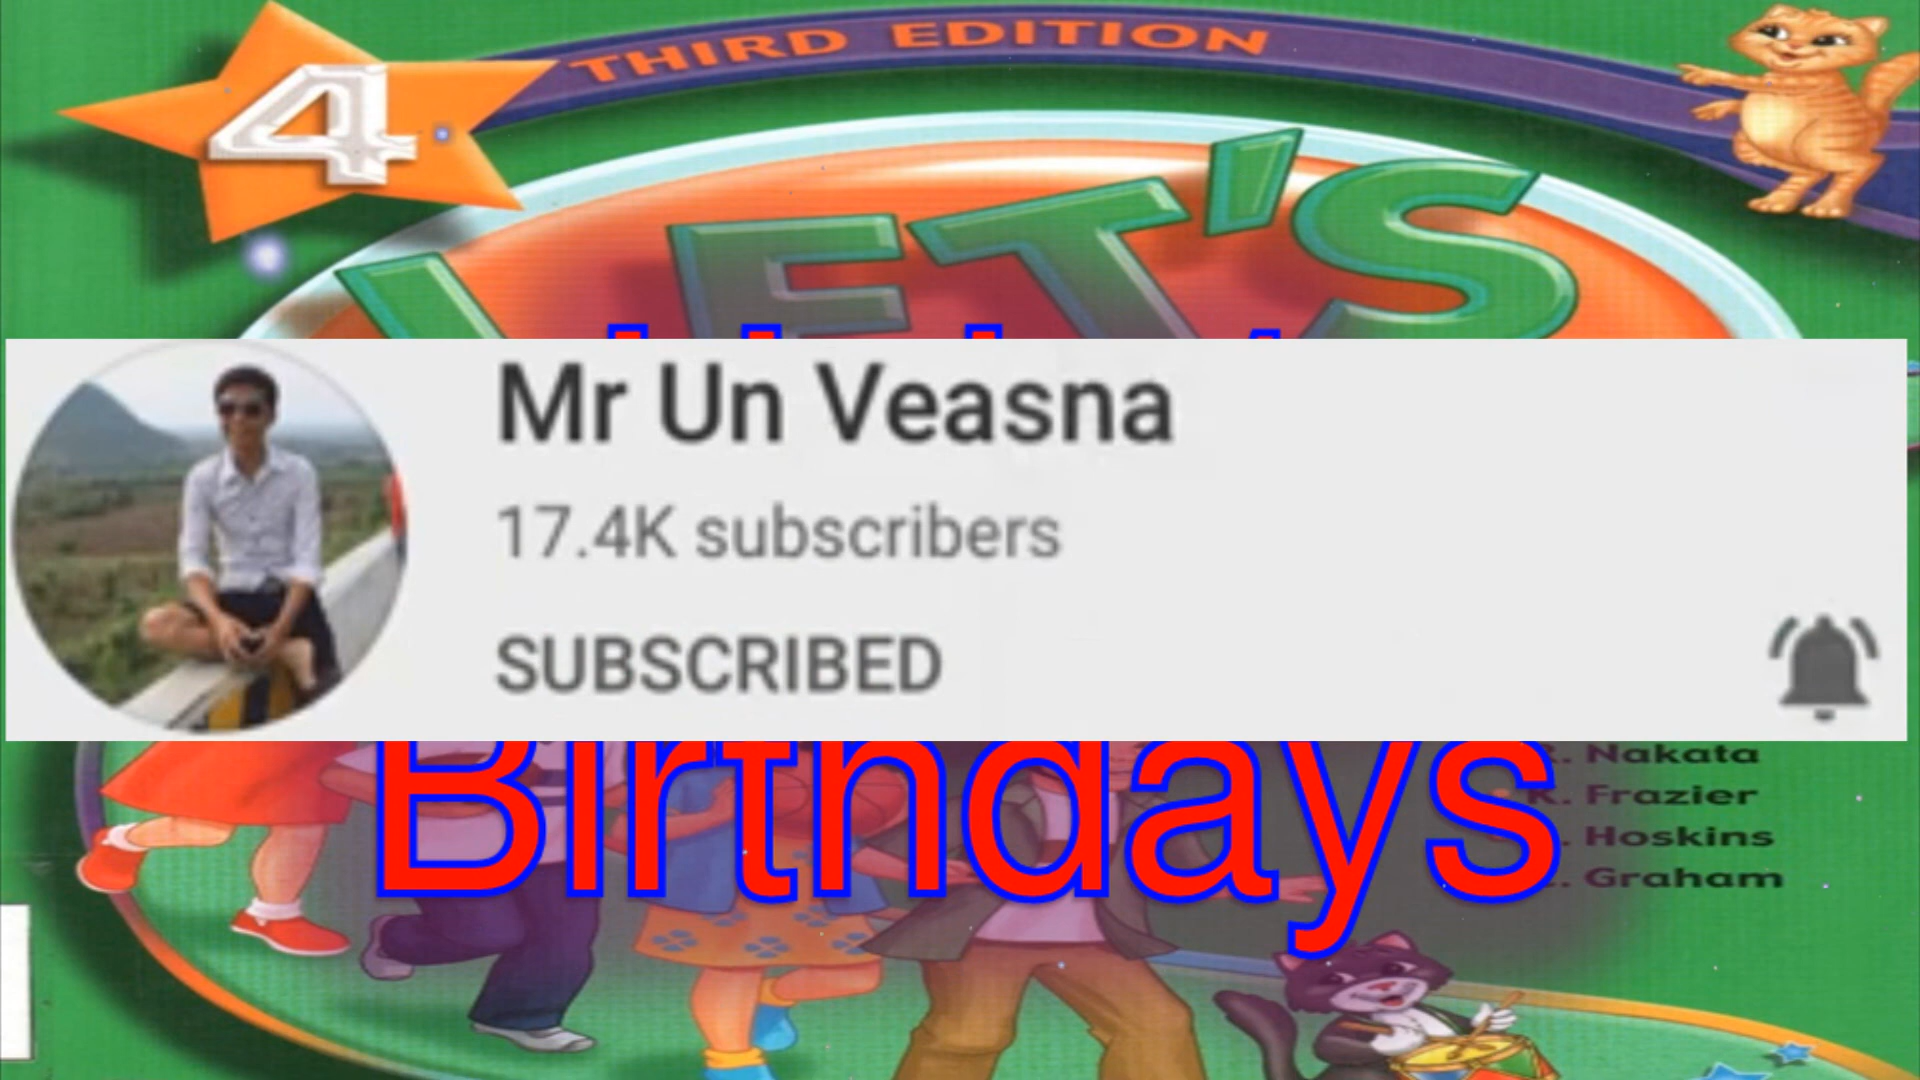 4
THIRD EDITION
LET'S
Mr Un Veasna
17.4K subscribers
SUBSCRIBED
Birthdays
R. Nakata
K. Frazier
Hoskins
Graham